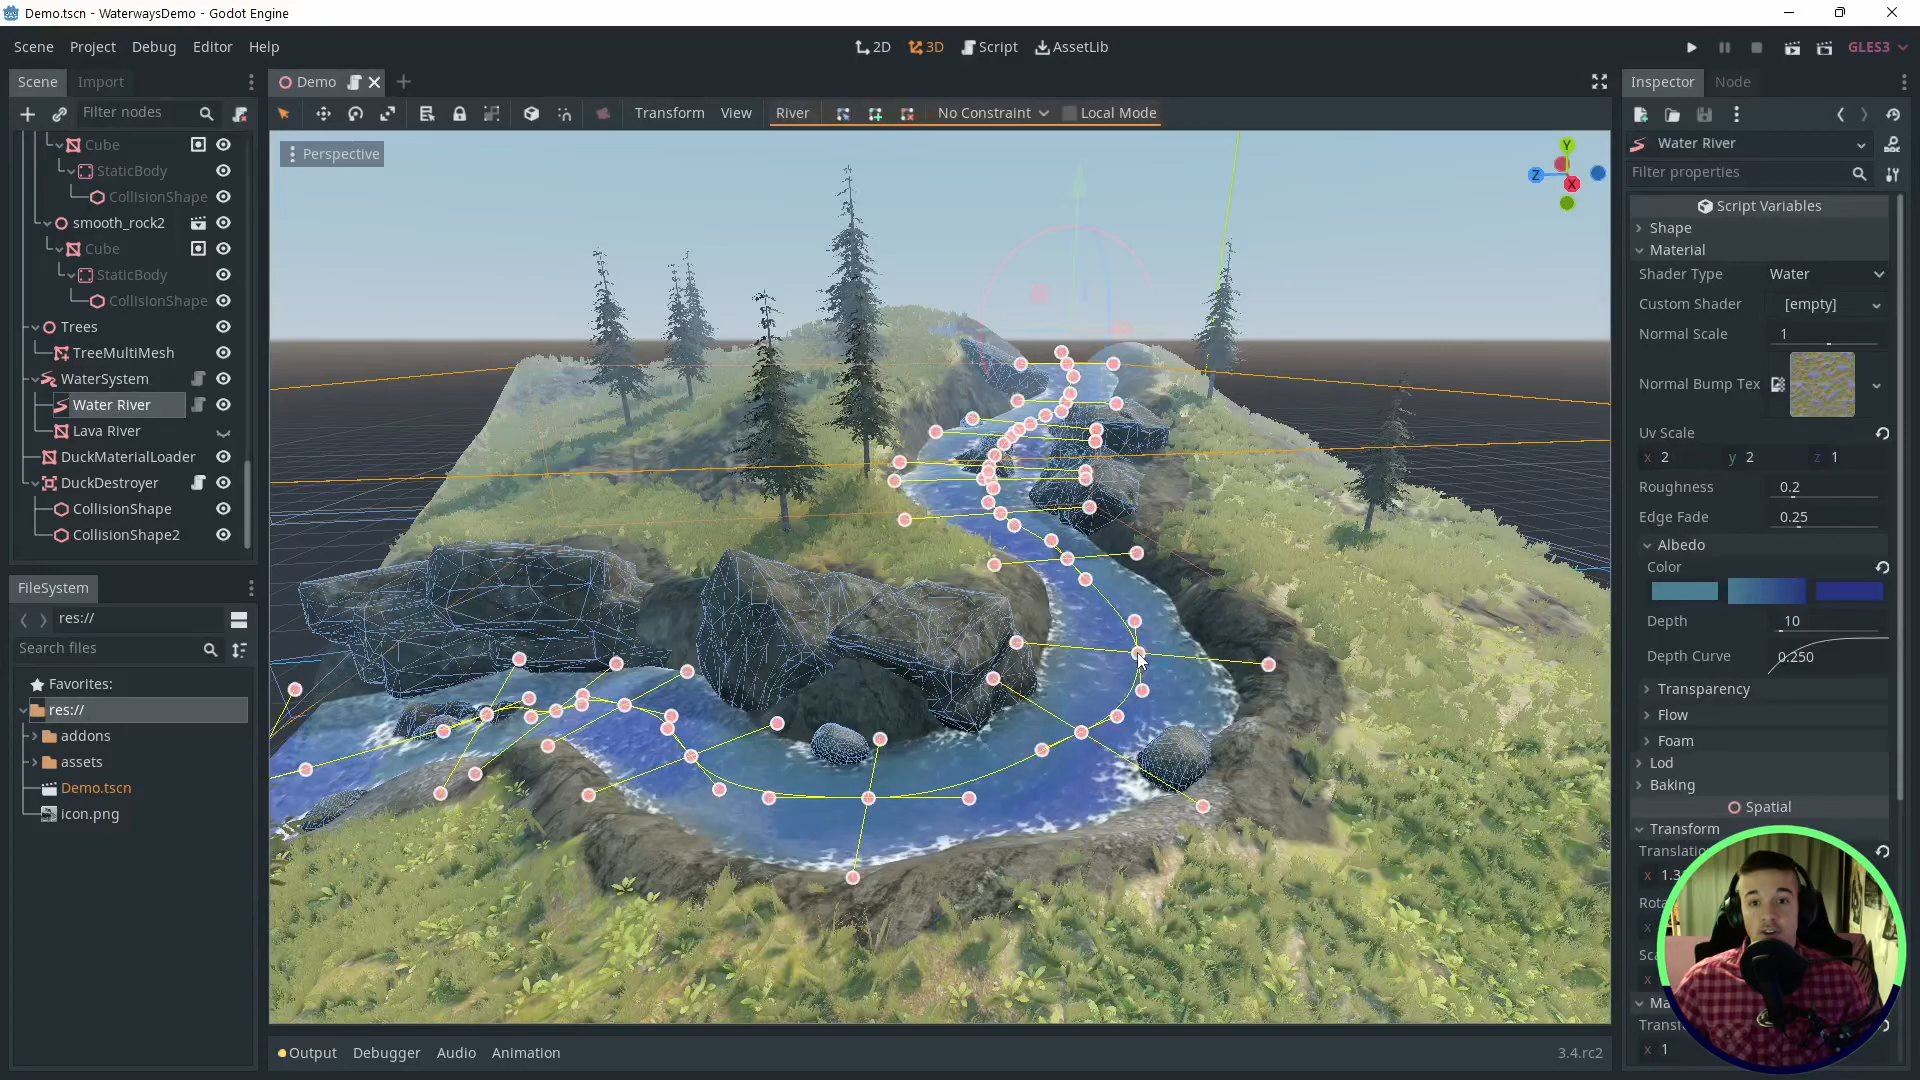 Demo.tscn - WaterwaysDemo - Godot Engine
Scene Project Debug Editor Help
2D 3D Script AssetLib
GLES3
Scene Import
Filter nodes
Cube
StaticBody
CollisionShape
smooth_rock2
Cube
StaticBody
CollisionShape
Trees
TreeMultiMesh
WaterSystem
Water River
Lava River
DuckMaterialLoader
DuckDestroyer
CollisionShape
CollisionShape2
FileSystem
res://
Search files
Favorites:
res://
addons
assets
Demo.tscn
icon.png
Demo
Transform View River No Constraint Local Mode
Perspective
Y
Z
X
Output Debugger Audio Animation
3.4.rc2
Inspector Node
Water River
Filter properties
Script Variables
Shape
Material
Shader Type Water
Custom Shader [empty]
Normal Scale 1
Normal Bump Tex
Uv Scale
x 2 y 2 z 1
Roughness 0.2
Edge Fade 0.25
Albedo
Color
Depth 10
Depth Curve 0.250
Transparency
Flow
Foam
Lod
Baking
Spatial
Transform
x
x
x
x 1